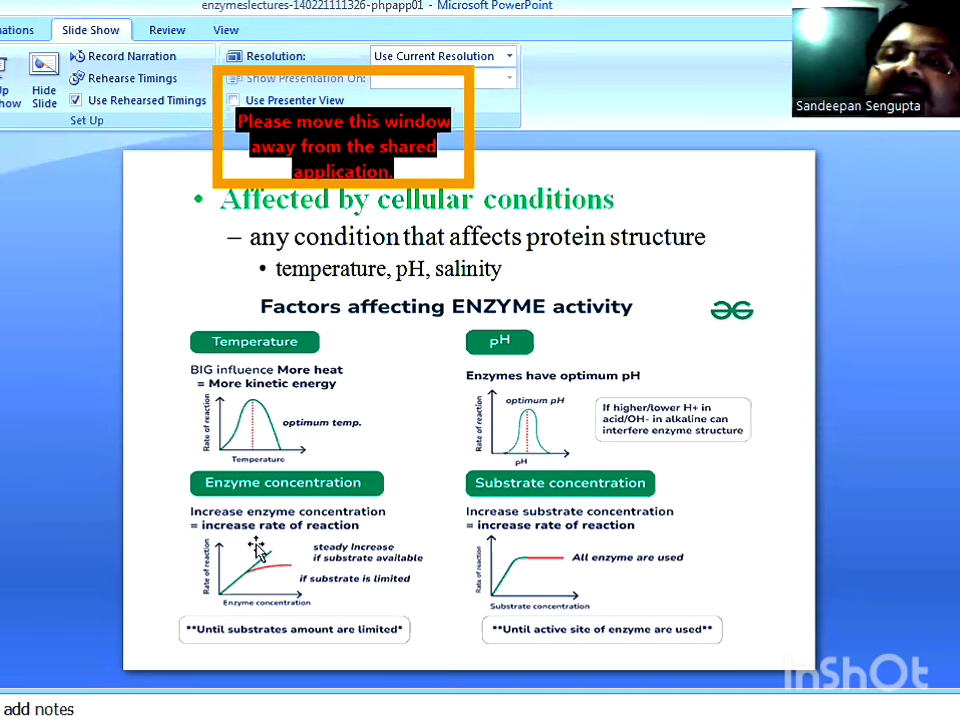 enzymeslectures-140221111326-phpapp01 - Microsoft PowerPoint
Slide Show
Review
View
Record Narration
Rehearse Timings
Use Rehearsed Timings
Hide
Slide
Set Up
Resolution:
Use Current Resolution
Show Presentation On:
Use Presenter View
Please move this window
away from the shared
application.
Sandeepan Sengupta
• Affected by cellular conditions
– any condition that affects protein structure
• temperature, pH, salinity
Factors affecting ENZYME activity
Temperature
BIG influence More heat
= More kinetic energy
Rate of reaction
optimum temp.
Temperature
pH
Enzymes have optimum pH
Rate of reaction
optimum pH
pH
If higher/lower H+ in
acid/OH- in alkaline can
interfere enzyme structure
Enzyme concentration
Increase enzyme concentration
= increase rate of reaction
Rate of reaction
steady Increase
if substrate available
if substrate is limited
Enzyme concentration
**Until substrates amount are limited*
Substrate concentration
Increase substrate concentration
= increase rate of reaction
Rate of reaction
All enzyme are used
Substrate concentration
**Until active site of enzyme are used**
InShOt
add notes